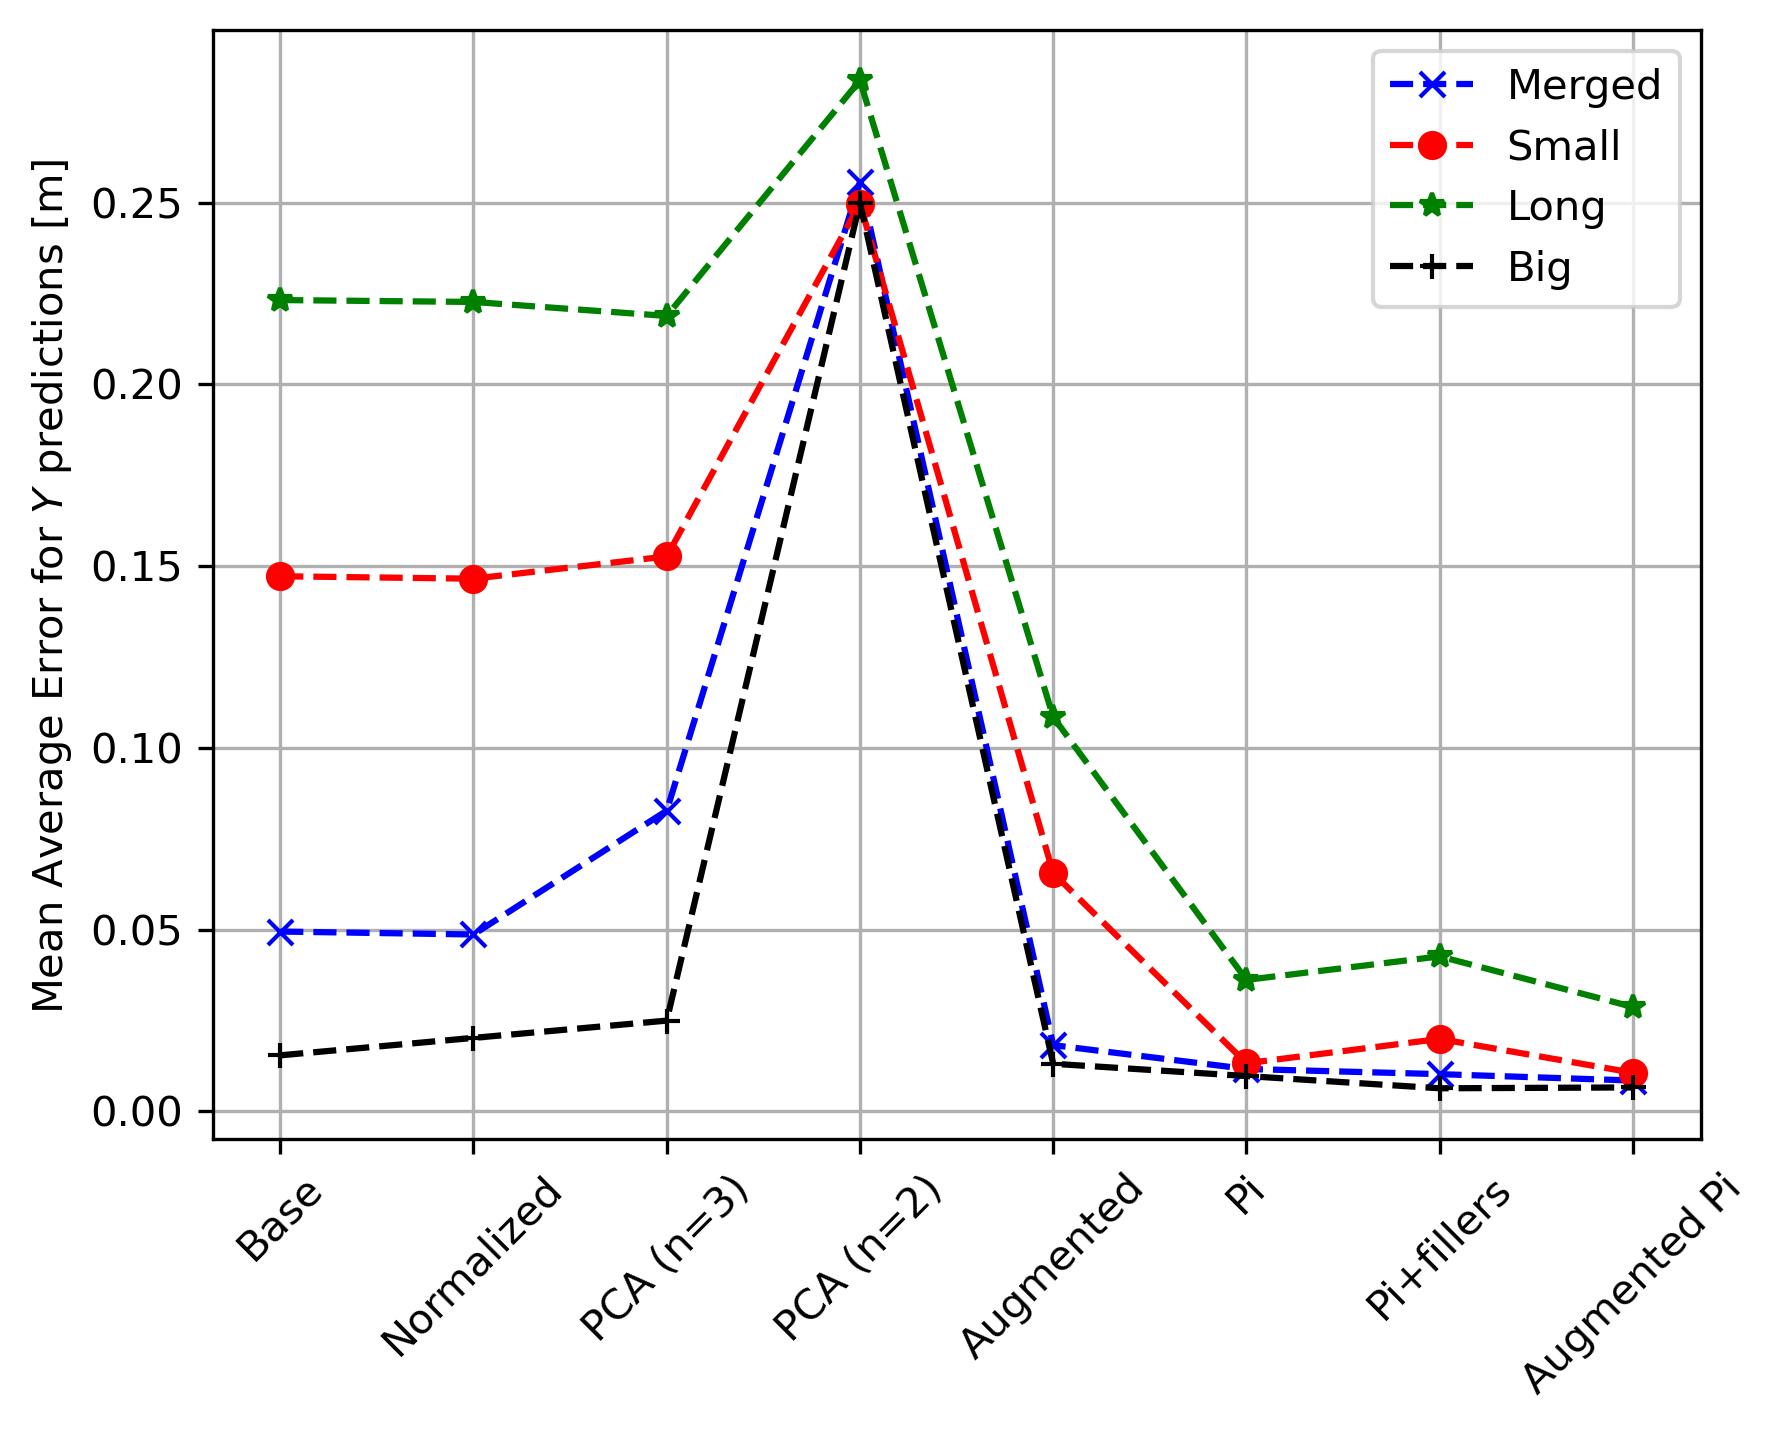 Mean Average Error for Y predictions [m]
0.25
0.20
0.15
0.10
0.05
0.00
Merged
Small
Long
Big
Base
Normalized
PCA (n=3)
PCA (n=2)
Augmented
Pi
Pi+fillers
Augmented Pi